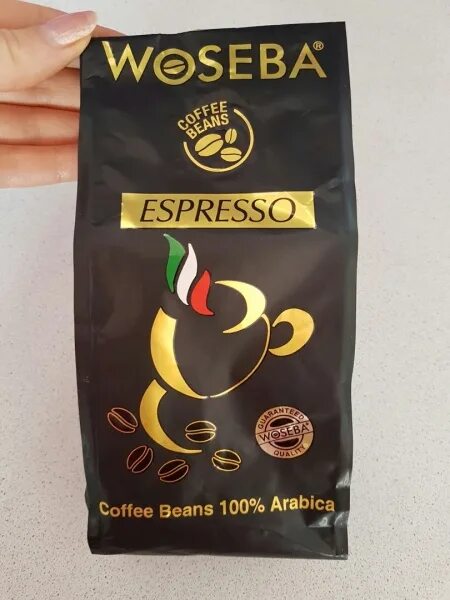 WOSEBA®
COFFEE
BEANS
ESPRESSO
GUARANTEED
WOSEBA
QUALITY
Coffee Beans 100% Arabica